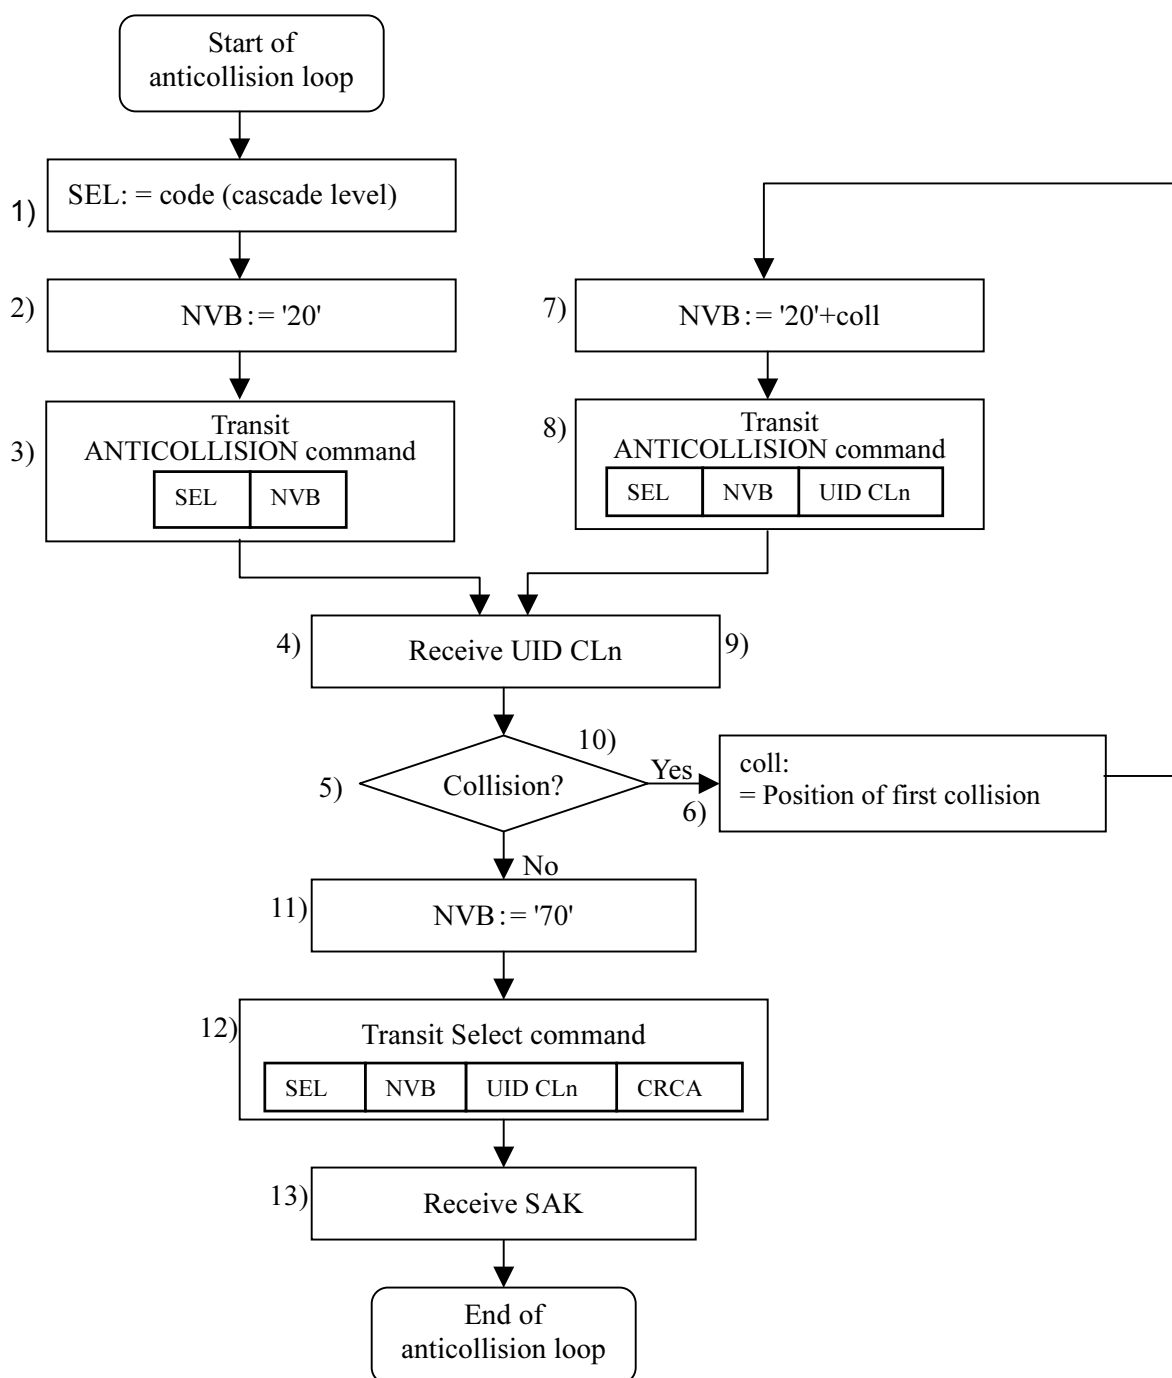 Start of
anticollision loop
1)
SEL: = code (cascade level)
2)
NVB: = '20'
3)
Transit
ANTICOLLISION command
SEL
NVB
7)
NVB: = '20'+coll
8)
Transit
ANTICOLLISION command
SEL
NVB
UID CLn
4)
Receive UID CLn
9)
10)
5)
Collision?
Yes
6)
coll:
= Position of first collision
No
11)
NVB: = '70'
12)
Transit Select command
SEL
NVB
UID CLn
CRCA
13)
Receive SAK
End of
anticollision loop